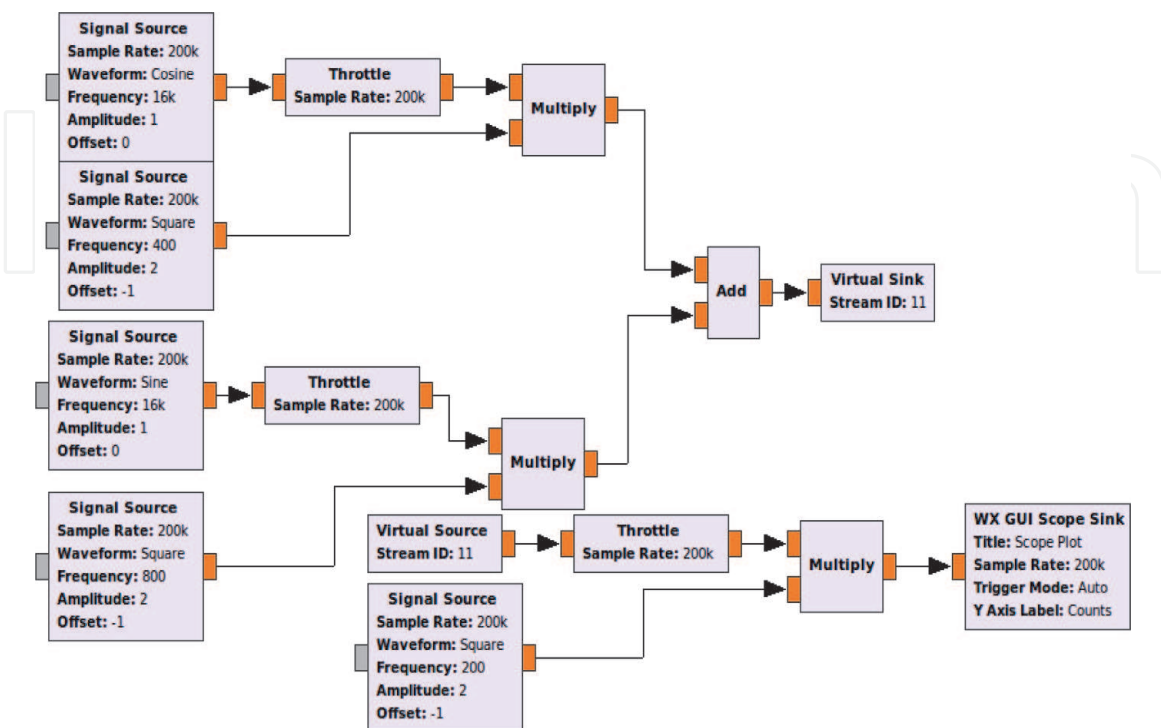 Signal Source
Sample Rate: 200k
Waveform: Cosine
Frequency: 16k
Amplitude: 1
Offset: 0
Throttle
Sample Rate: 200k
Multiply
Signal Source
Sample Rate: 200k
Waveform: Square
Frequency: 400
Amplitude: 2
Offset: -1
Add
Virtual Sink
Stream ID: 11
Signal Source
Sample Rate: 200k
Waveform: Sine
Frequency: 16k
Amplitude: 1
Offset: 0
Throttle
Sample Rate: 200k
Multiply
Signal Source
Sample Rate: 200k
Waveform: Square
Frequency: 800
Amplitude: 2
Offset: -1
Virtual Source
Stream ID: 11
Throttle
Sample Rate: 200k
Multiply
WX GUI Scope Sink
Title: Scope Plot
Sample Rate: 200k
Trigger Mode: Auto
Y Axis Label: Counts
Signal Source
Sample Rate: 200k
Waveform: Square
Frequency: 200
Amplitude: 2
Offset: -1